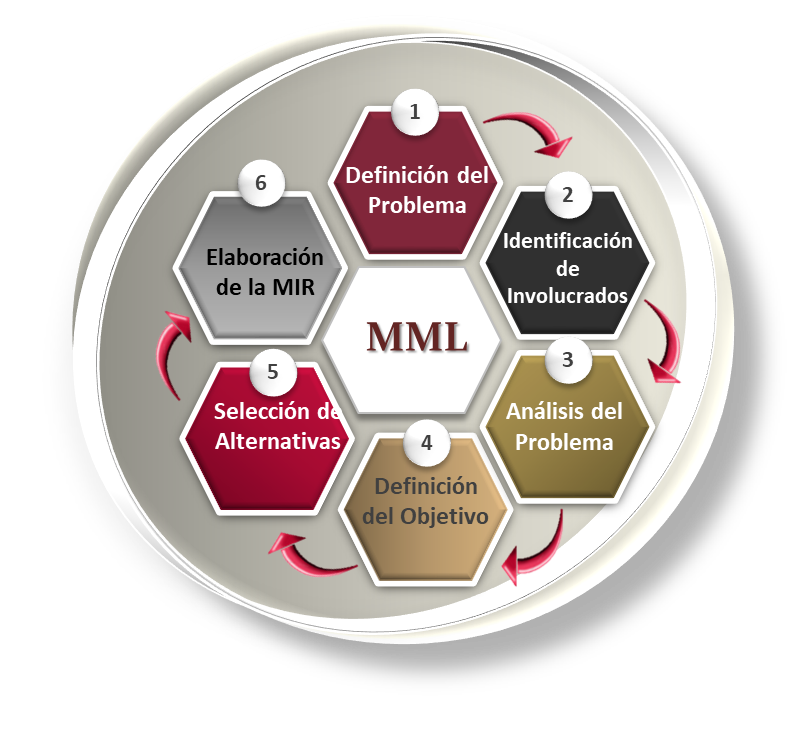 1
Definición del
Problema
2
Identificación
de
Involucrados
3
Análisis del
Problema
4
Definición
del Objetivo
5
Selección de
Alternativas
6
Elaboración
de la MIR
MML